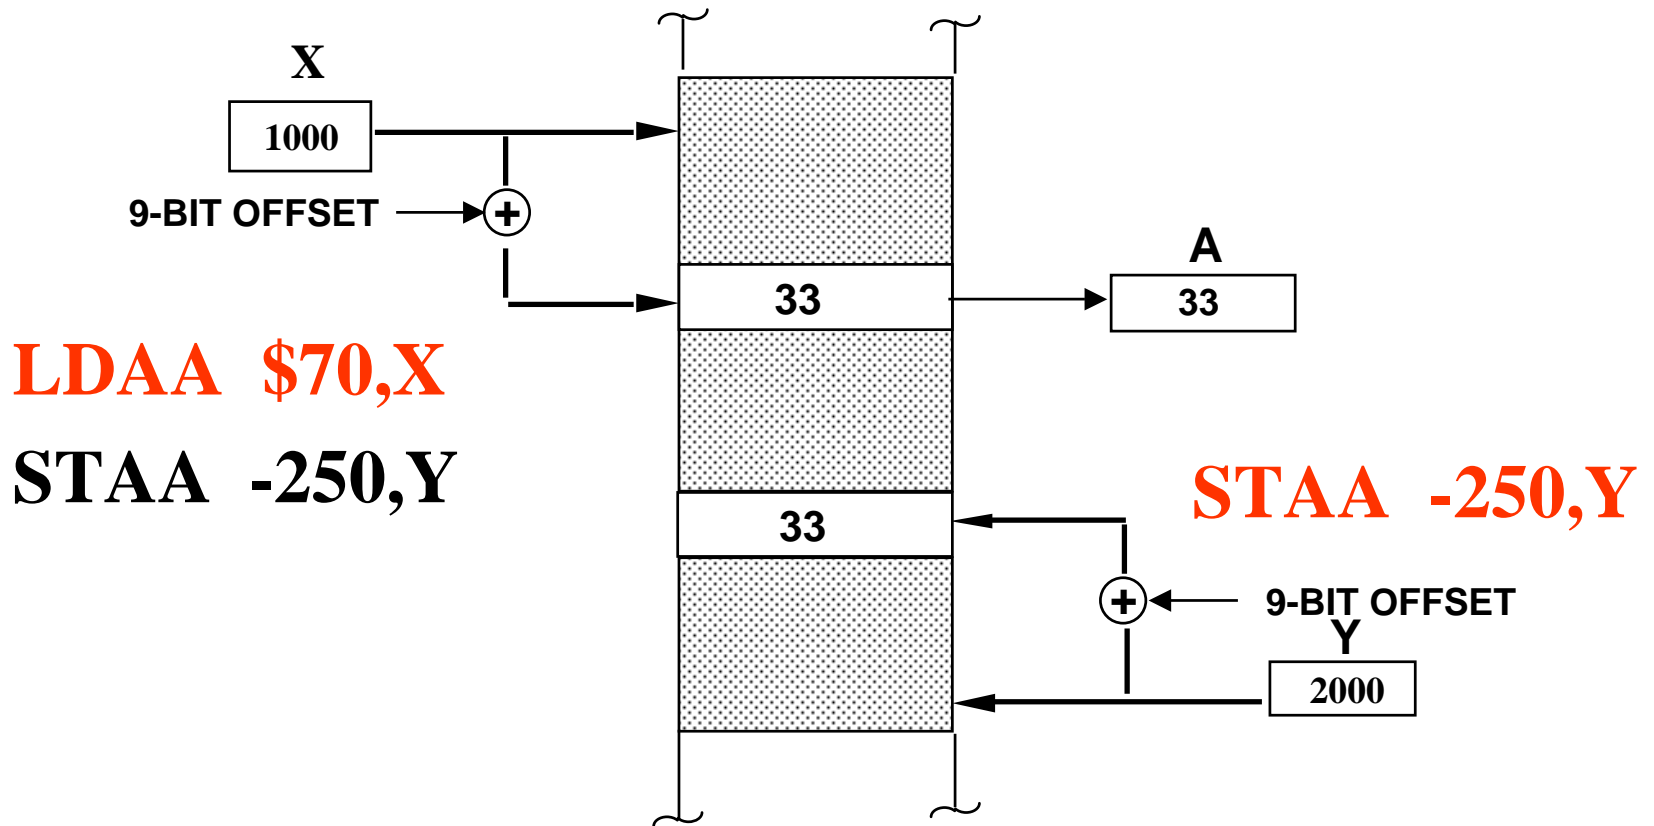 X
1000
9-BIT OFFSET
+
A
33
33
LDAA $70,X
STAA -250,Y
STAA -250,Y
33
+
9-BIT OFFSET
Y
2000